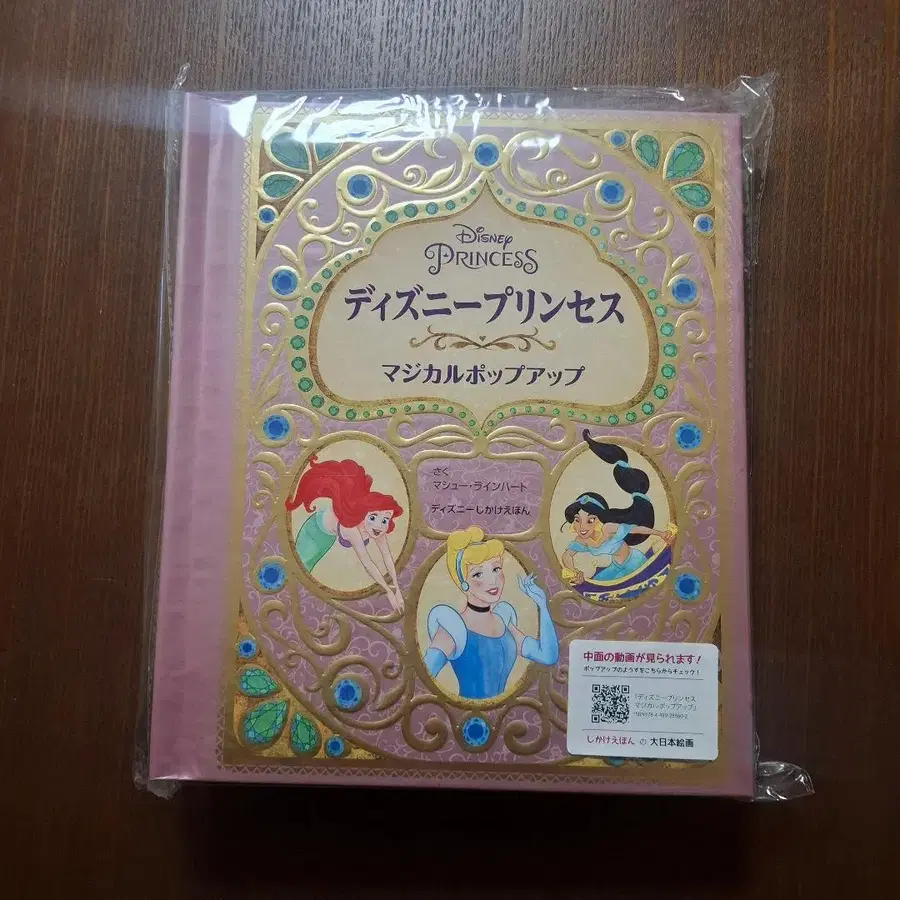 Disney
PRINCESS
ディズニープリンセス
マジカルポップアップ
さく
マシュー・ラインハート
ディズニーしかけえほん
中面の動画が見られます!
ポップアップのようすをこちらからチェック!
「ディズニープリンセス
マジカルポップアップ」
しかけえほん の 大日本絵画